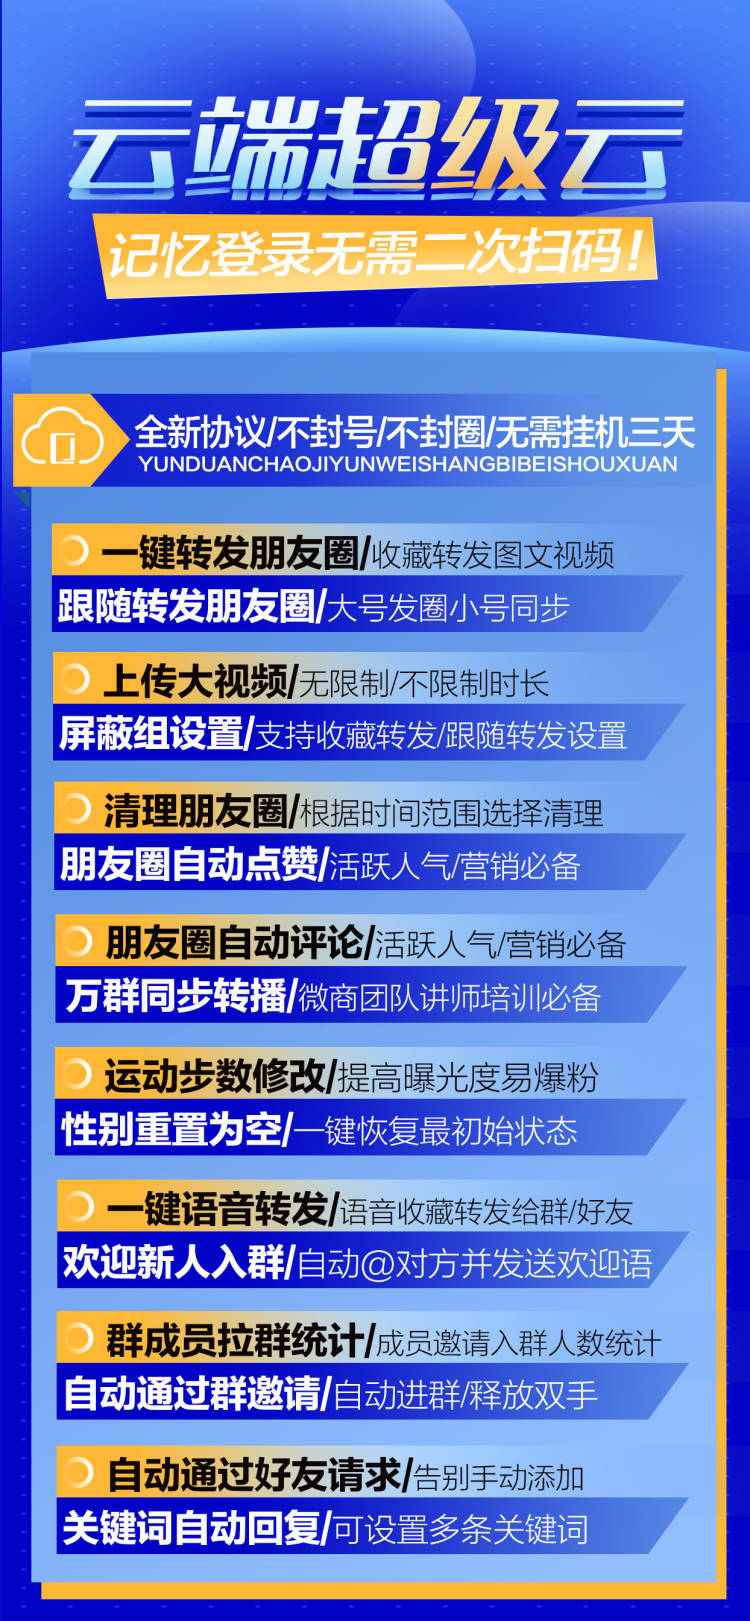 云端超级云
记忆登录无需二次扫码!
全新协议/不封号/不封圈/无需挂机三天
YUNDUANCHAOJIYUNWEISHANGBIBEISHOUXUAN
一键转发朋友圈/收藏转发图文视频
跟随转发朋友圈/大号发圈小号同步
上传大视频/无限制/不限制时长
屏蔽组设置/支持收藏转发/跟随转发设置
清理朋友圈/根据时间范围选择清理
朋友圈自动点赞/活跃人气/营销必备
朋友圈自动评论/活跃人气/营销必备
万群同步转播/微商团队讲师培训必备
运动步数修改/提高曝光度易爆粉
性别重置为空/一键恢复最初始状态
一键语音转发/语音收藏转发给群/好友
欢迎新人入群/自动@对方并发送欢迎语
群成员拉群统计/成员邀请入群人数统计
自动通过群邀请/自动进群/释放双手
自动通过好友请求/告别手动添加
关键词自动回复/可设置多条关键词